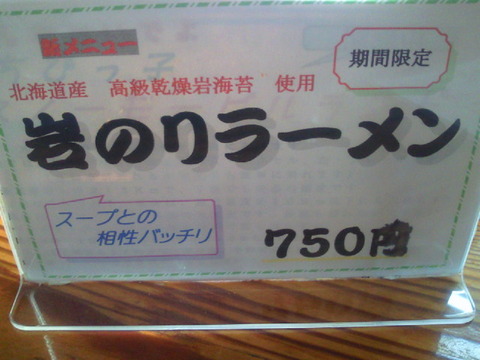 新メニュー
期間限定
北海道産 高級乾燥岩海苔 使用
岩のりラーメン
スープとの
相性バッチリ
750円